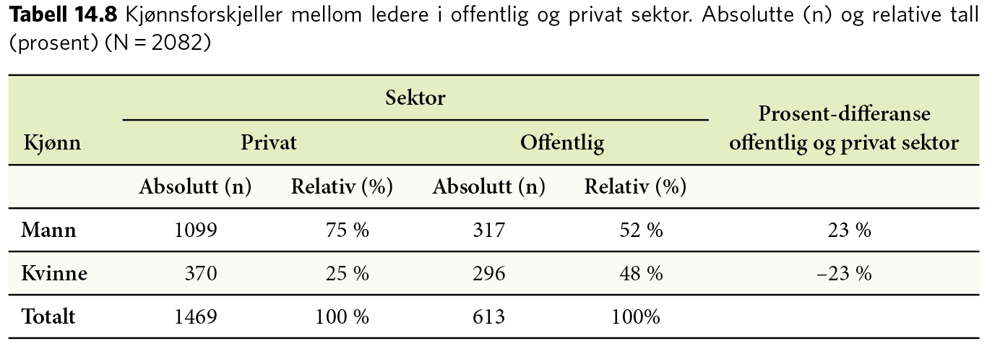 Tabell 14.8 Kjønnsforskjeller mellom ledere i offentlig og privat sektor. Absolutte (n) og relative tall
(prosent) (N = 2082)
Sektor
Prosent-differanse
Kjønn Privat Offentlig offentlig og privat sektor
Absolutt (n) Relativ (%) Absolutt (n) Relativ (%)
Mann 1099 75 % 317 52 % 23 %
Kvinne 370 25 % 296 48 % –23 %
Totalt 1469 100 % 613 100%